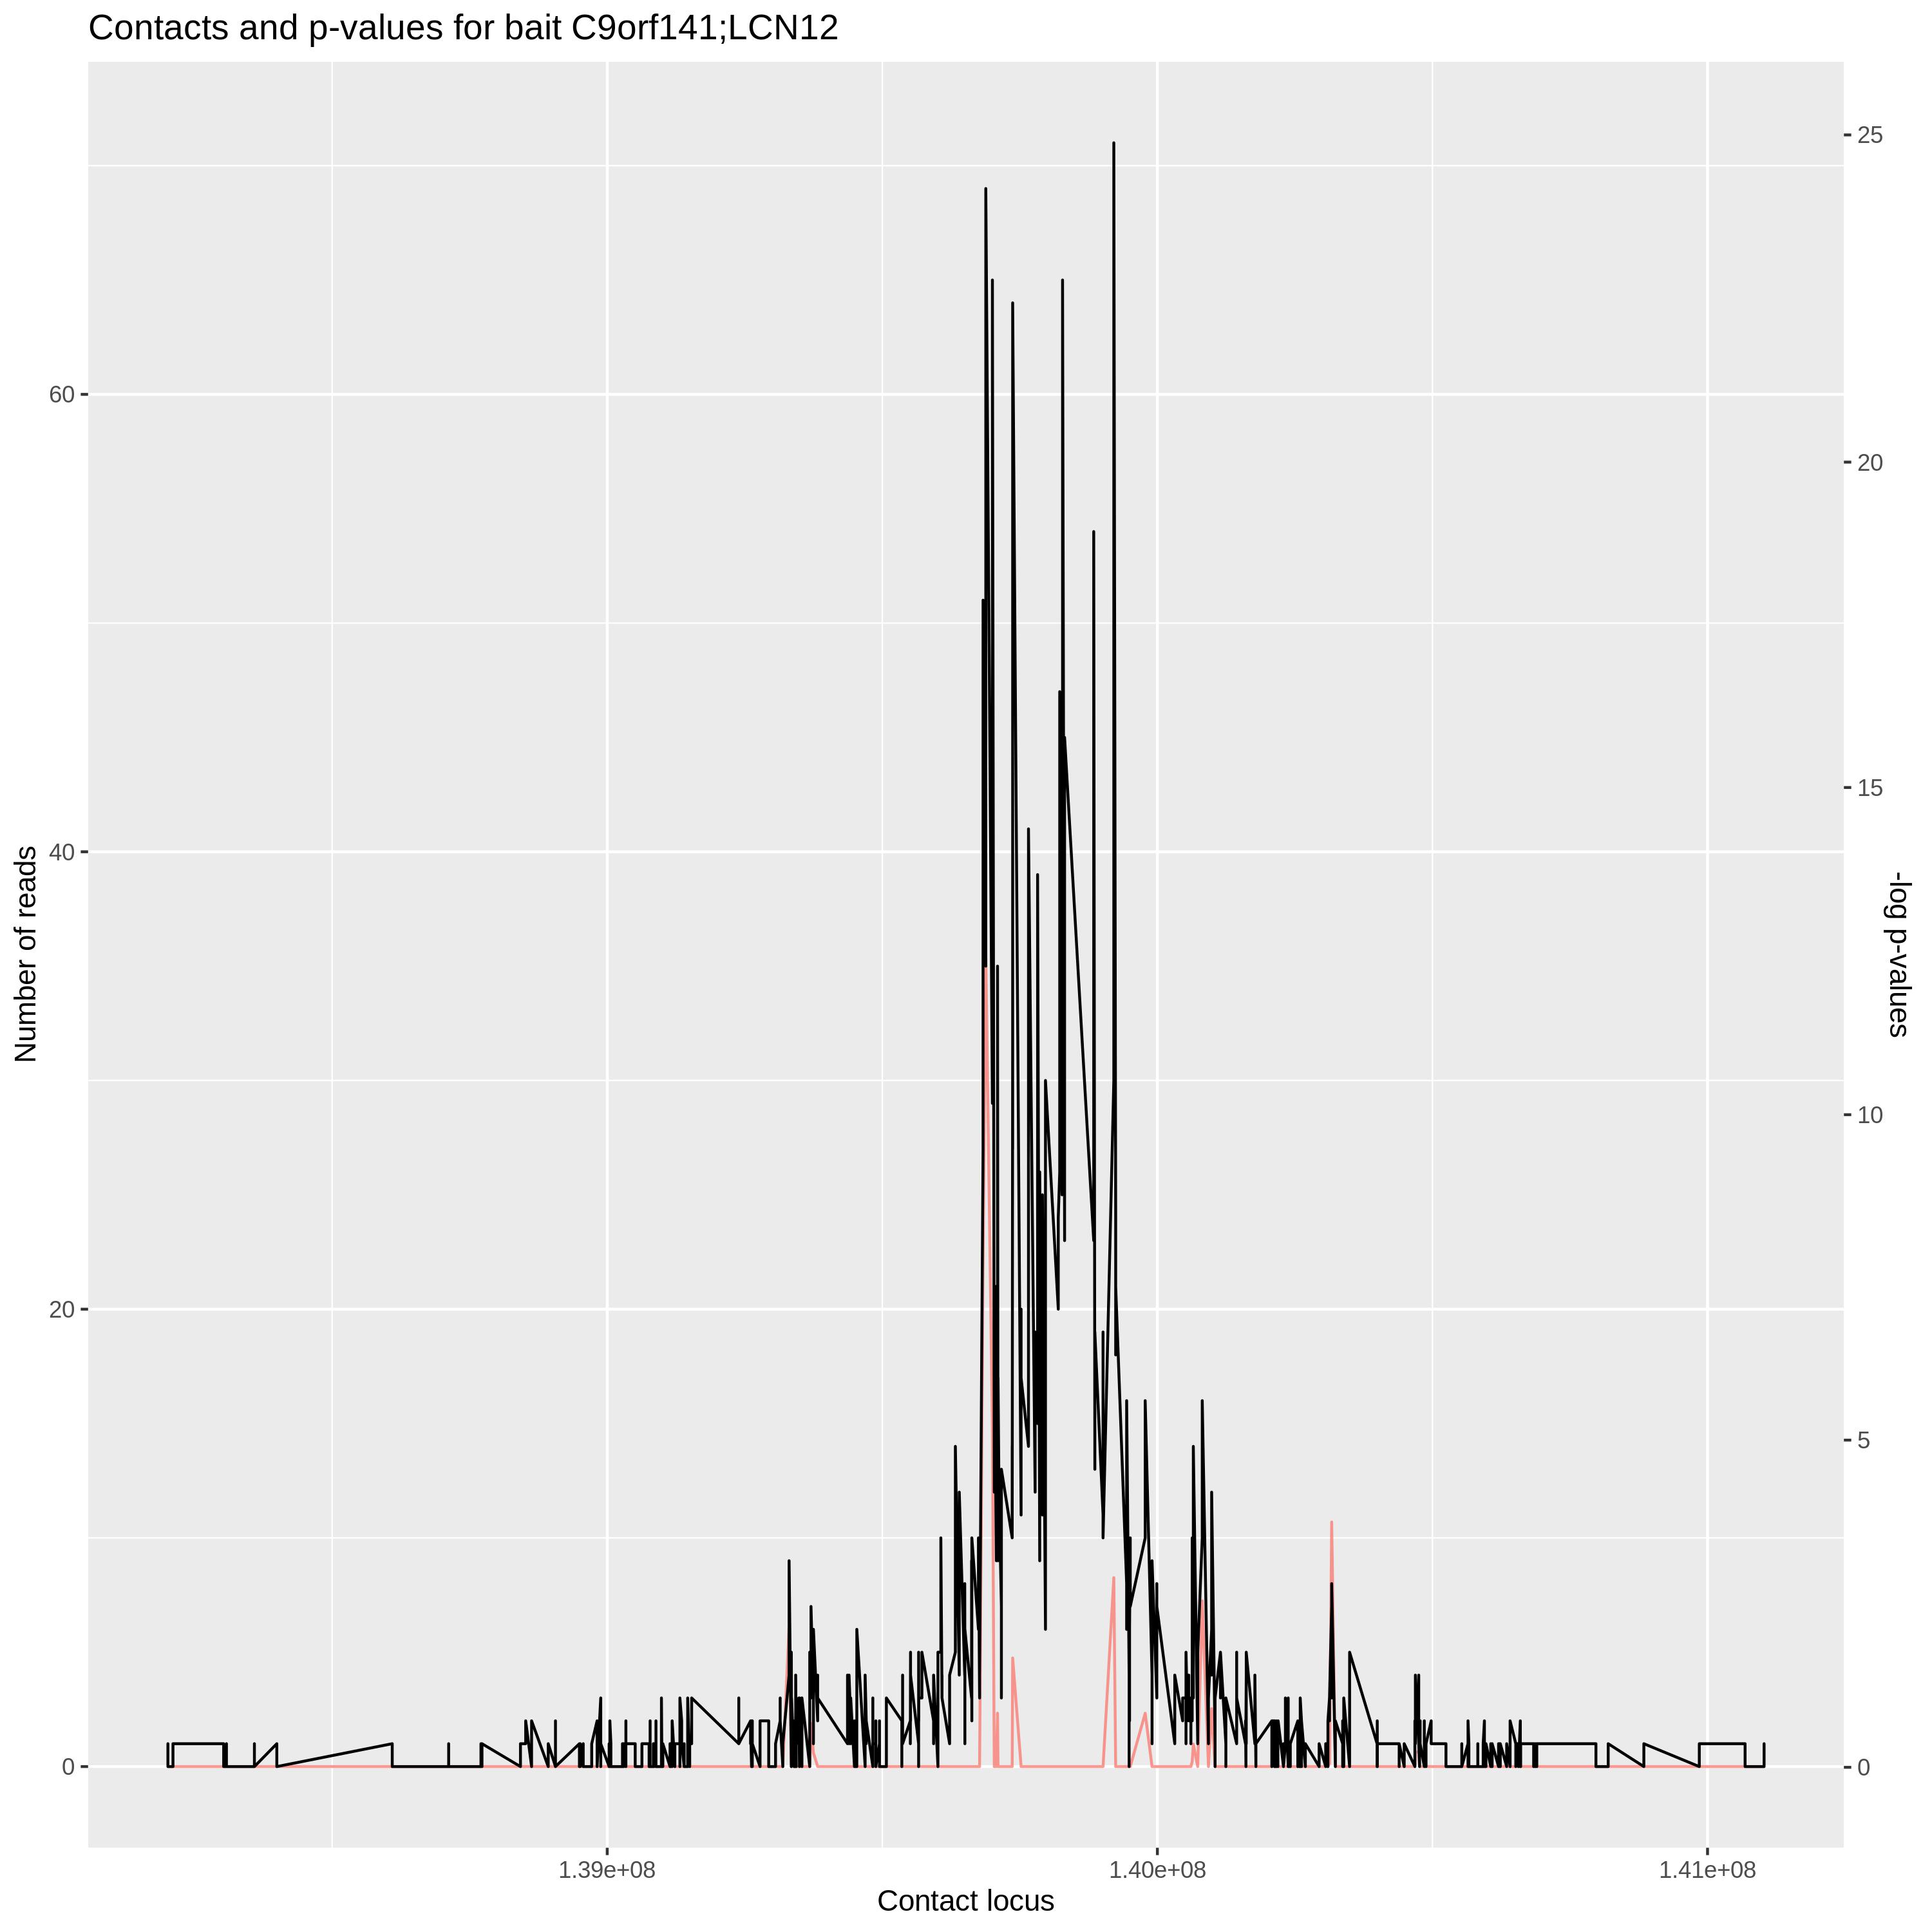 Contacts and p-values for bait C9orf141;LCN12
Number of reads
60
40
20
0
25
20
15
10
5
0
-log p-values
1.39e+08
1.40e+08
1.41e+08
Contact locus